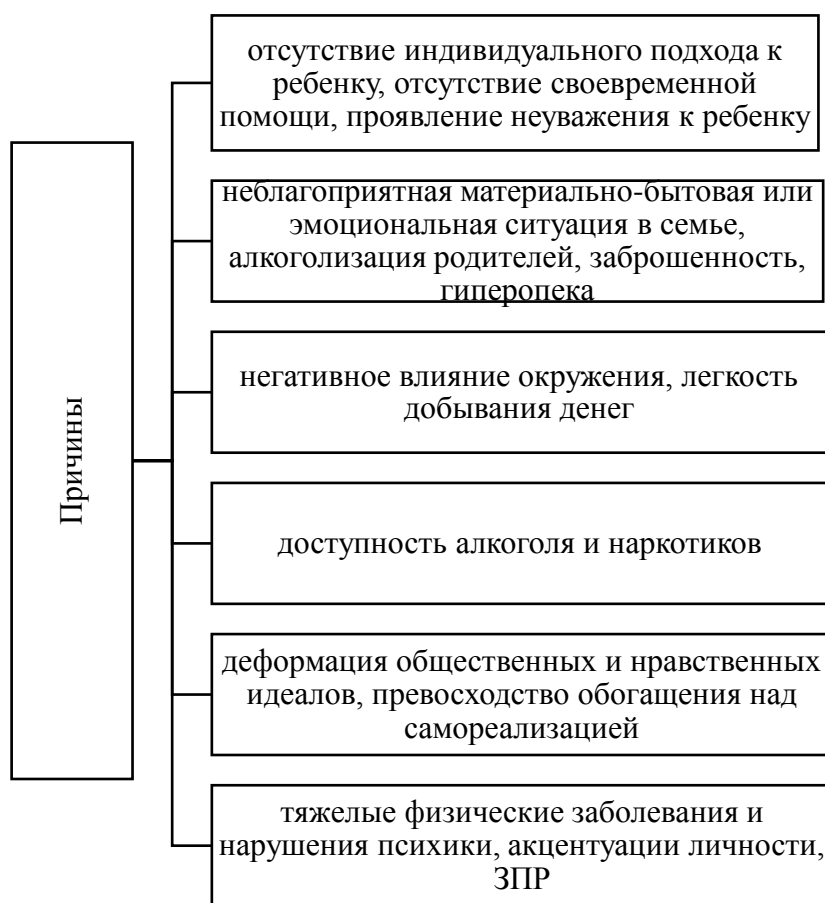 Причины
отсутствие индивидуального подхода к
ребенку, отсутствие своевременной
помощи, проявление неуважения к ребенку
неблагоприятная материально-бытовая или
эмоциональная ситуация в семье,
алкоголизация родителей, заброшенность,
гиперопека
негативное влияние окружения, легкость
добывания денег
доступность алкоголя и наркотиков
деформация общественных и нравственных
идеалов, превосходство обогащения над
самореализацией
тяжелые физические заболевания и
нарушения психики, акцентуации личности,
ЗПР